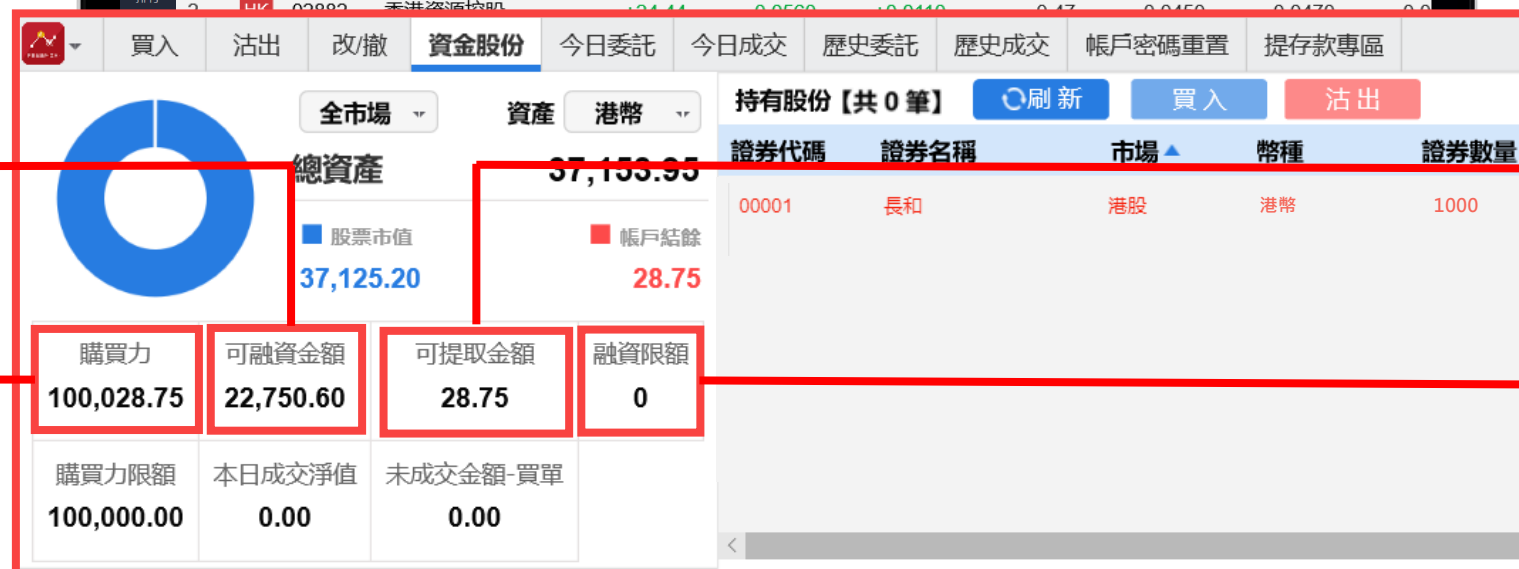 買入 沽出 改/撤 資金股份 今日委託 今日成交 歷史委託 歷史成交 帳戶密碼重置 提存款專區
全市場 資產 港幣
總資產 37,153.95
股票市值 帳戶結餘
37,125.20 28.75
購買力 可融資金額 可提取金額 融資限額
100,028.75 22,750.60 28.75 0
購買力限額 本日成交淨值 未成交金額-買單
100,000.00 0.00 0.00
持有股份【共 0 筆】 刷新 買入 沽出
證券代碼 證券名稱 市場 幣種 證券數量
00001 長和 港股 港幣 1000